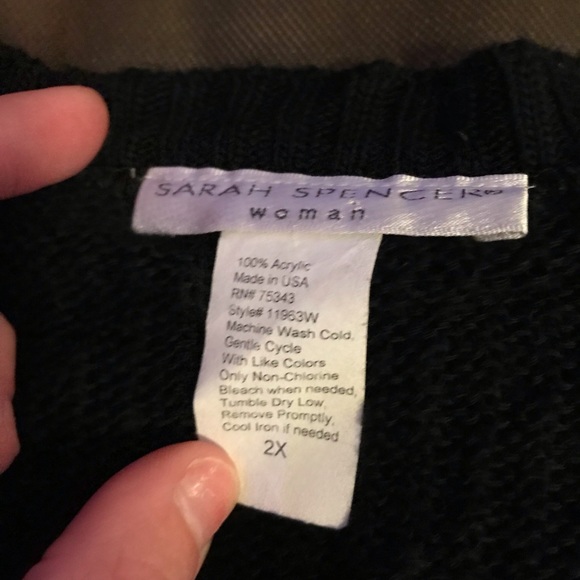 SARAH SPENCER®
woman
100% Acrylic
Made in USA
RN# 75343
Style# 11963W
Machine Wash Cold,
Gentle Cycle
With Like Colors
Only Non-Chlorine
Bleach when needed,
Tumble Dry Low,
Remove Promptly,
Cool Iron if needed
2X